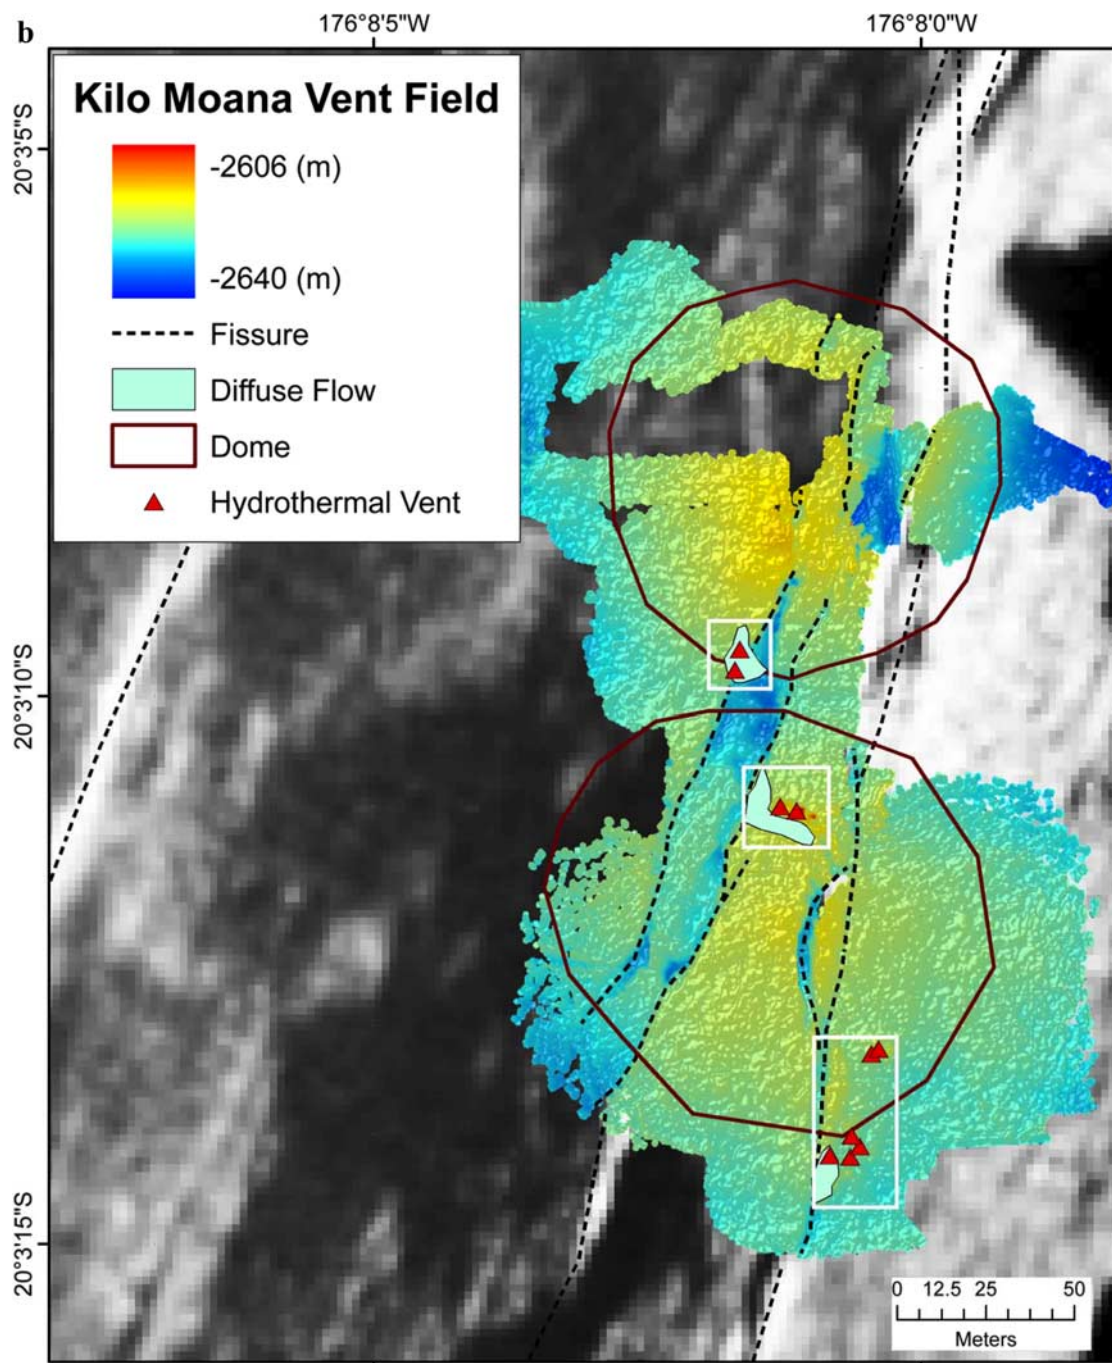 b
176°8'5"W
176°8'0"W
Kilo Moana Vent Field
-2606 (m)
-2640 (m)
Fissure
Diffuse Flow
Dome
Hydrothermal Vent
20°3'5"S
20°3'10"S
20°3'15"S
0 12.5 25 50
Meters